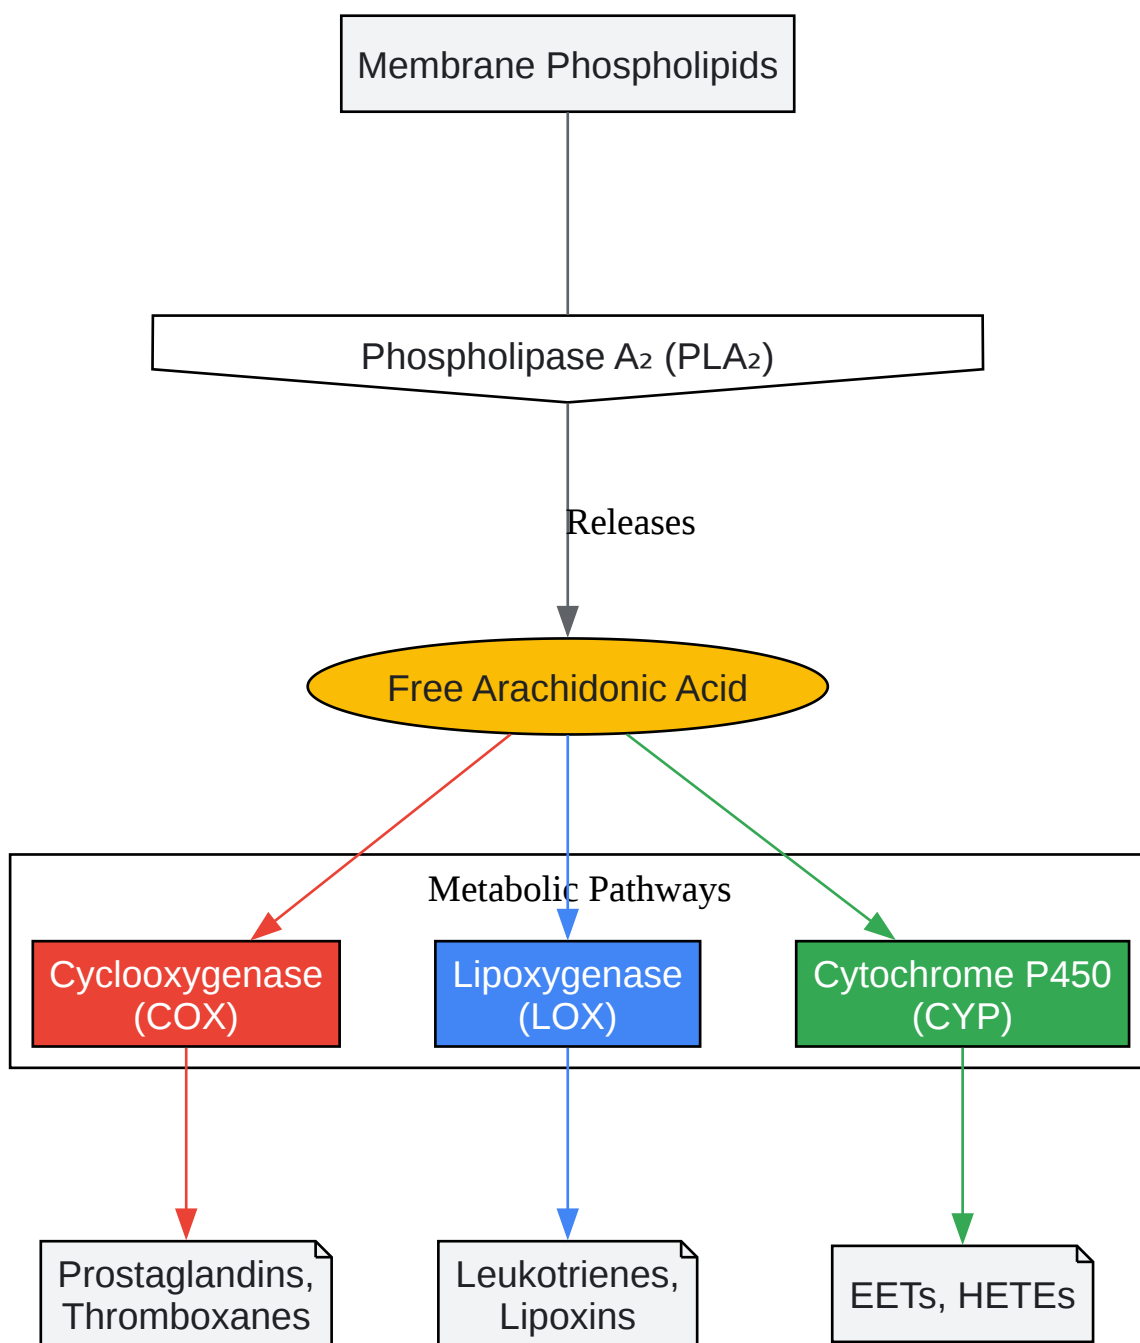 Membrane Phospholipids
Phospholipase A₂ (PLA₂)
Releases
Free Arachidonic Acid
Metabolic Pathways
Cyclooxygenase
(COX)
Lipoxygenase
(LOX)
Cytochrome P450
(CYP)
Prostaglandins,
Thromboxanes
Leukotrienes,
Lipoxins
EETs, HETEs